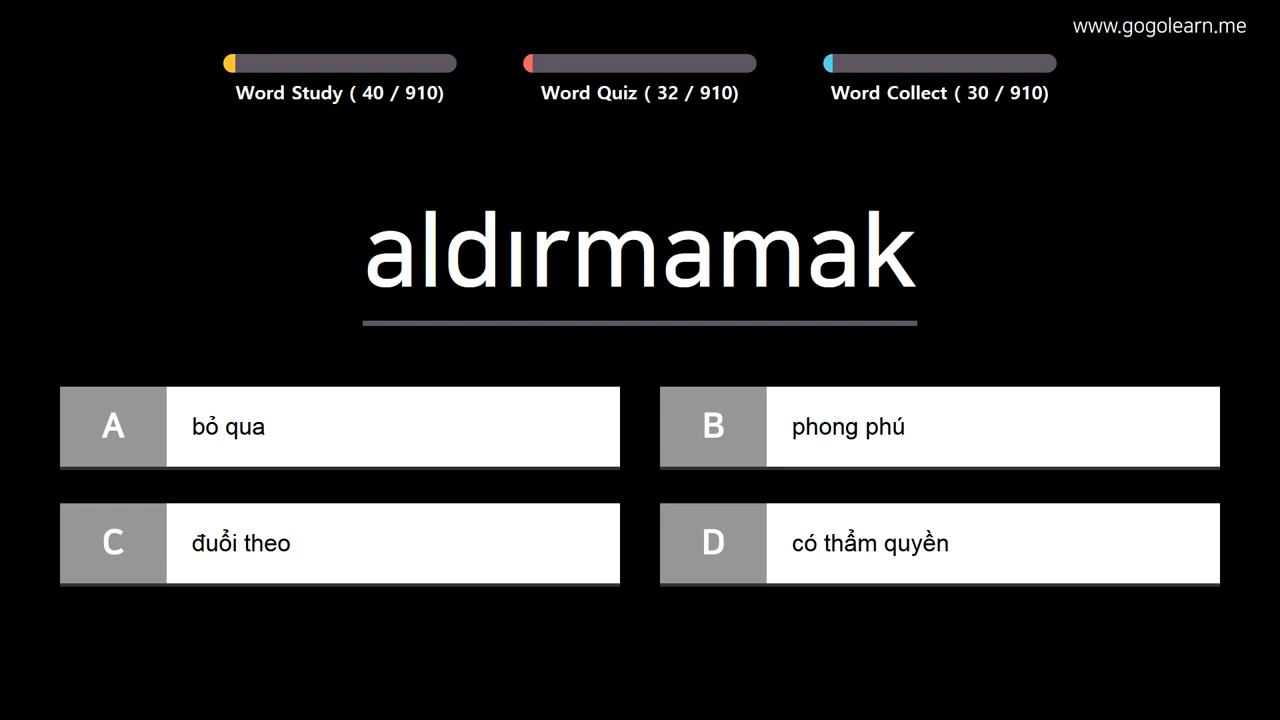 www.gogolearn.me
Word Study ( 40 / 910)
Word Quiz ( 32 / 910)
Word Collect ( 30 / 910)
aldırmamak
A bỏ qua
B phong phú
C đuổi theo
D có thẩm quyền